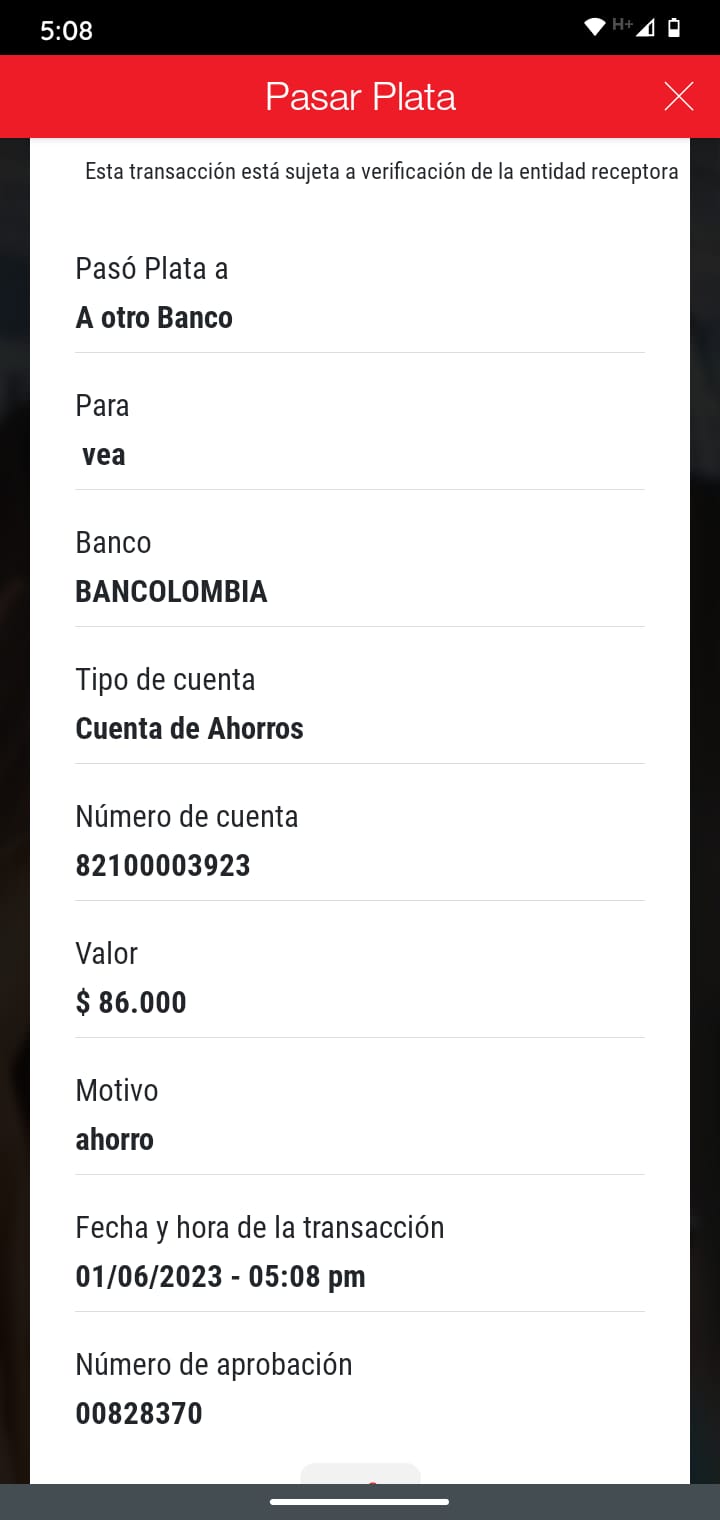 5:08
H+
Pasar Plata
Esta transacción está sujeta a verificación de la entidad receptora
Pasó Plata a
A otro Banco
Para
vea
Banco
BANCOLOMBIA
Tipo de cuenta
Cuenta de Ahorros
Número de cuenta
82100003923
Valor
$ 86.000
Motivo
ahorro
Fecha y hora de la transacción
01/06/2023 - 05:08 pm
Número de aprobación
00828370